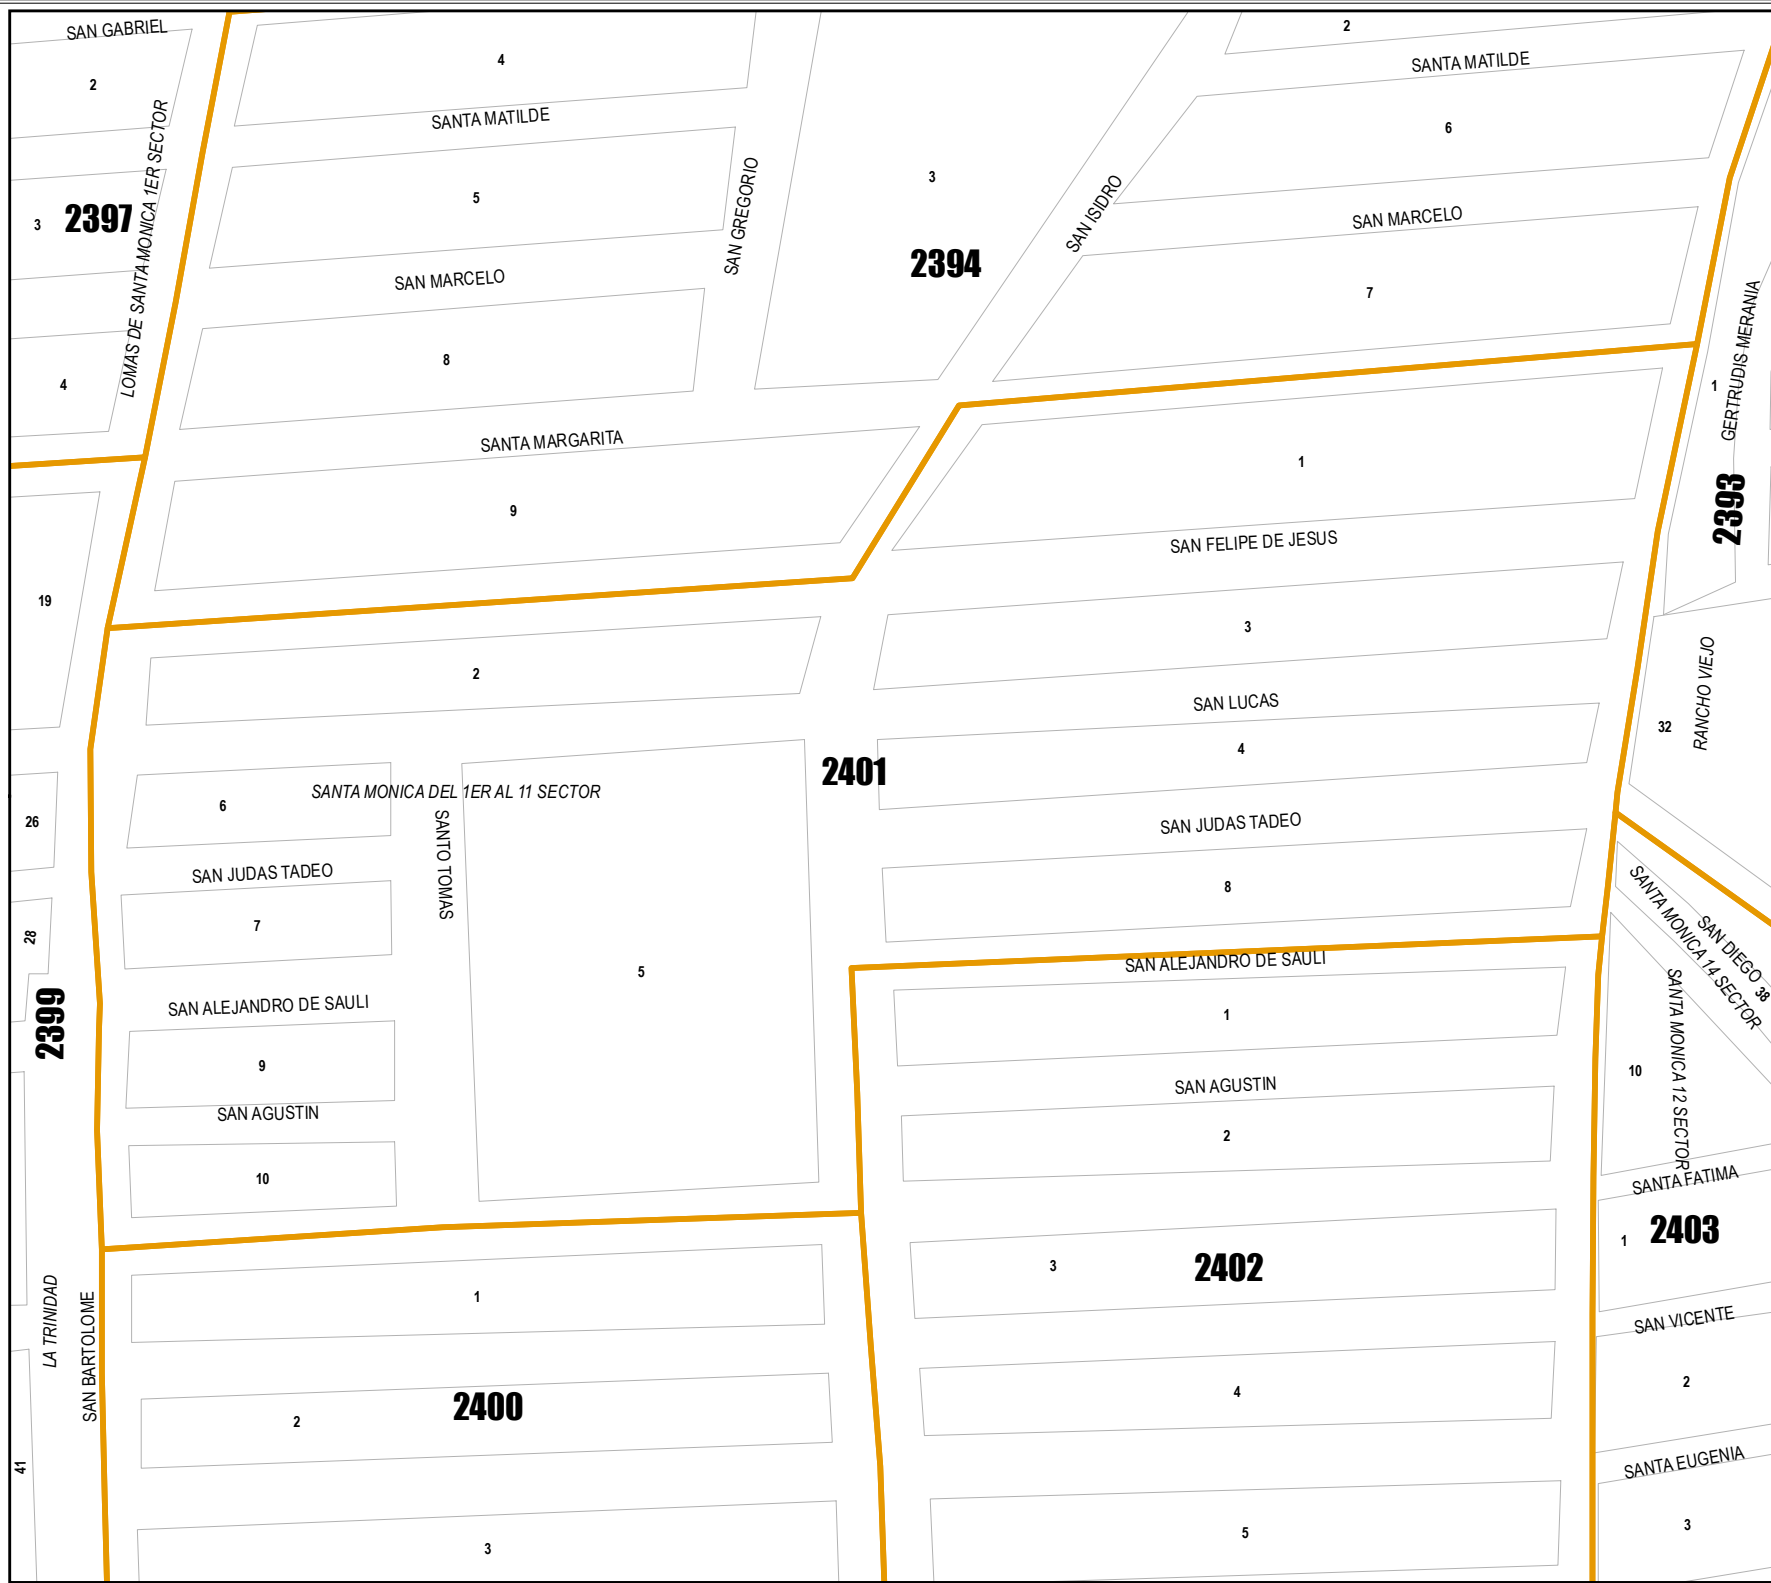 SAN GABRIEL
2
4
2
SANTA MATILDE
SANTA MATILDE
6
LOMAS DE SANTA MONICA 1ER SECTOR
3
2397
5
SAN GREGORIO
3
SAN ISIDRO
SAN MARCELO
2394
SAN MARCELO
7
4
8
1
GERTRUDIS MERANIA
SANTA MARGARITA
1
9
2393
SAN FELIPE DE JESUS
19
3
2
RANCHO VIEJO
32
SAN LUCAS
4
2401
SANTA MONICA DEL 1ER AL 11 SECTOR
6
26
SANTO TOMAS
SAN JUDAS TADEO
SAN JUDAS TADEO
8
7
28
SANTA MONICA 14 SECTOR
SAN DIEGO
38
5
SAN ALEJANDRO DE SAULI
SAN ALEJANDRO DE SAULI
2399
1
9
SANTA MONICA 12 SECTOR
10
SAN AGUSTIN
SAN AGUSTIN
2
10
SANTA FATIMA
1
2403
3
2402
1
LA TRINIDAD
SAN BARTOLOME
SAN VICENTE
2
4
2400
2
41
SANTA EUGENIA
3
5
3